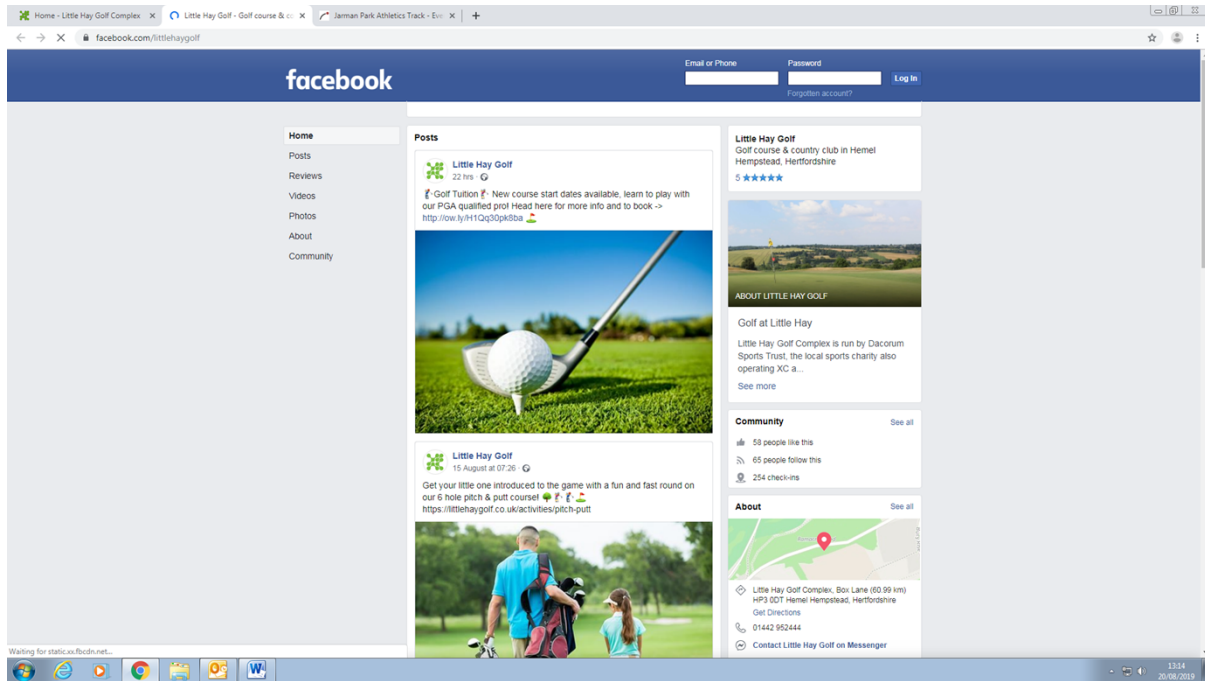 Home - Little Hay Golf Complex
Little Hay Golf - Golf course & co
Jarman Park Athletics Track - Eve
facebook.com/littlehaygolf
facebook
Email or Phone
Password
Log In
Forgotten account?
Home
Posts
Reviews
Videos
Photos
About
Community
Posts
Little Hay Golf
22 hrs ·
Golf Tuition New course start dates available, learn to play with
our PGA qualified pro! Head here for more info and to book ->
http://ow.ly/H1Qq30pk8ba
Little Hay Golf
15 August at 07:26 ·
Get your little one introduced to the game with a fun and fast round on
our 6 hole pitch & putt course!
https://littlehaygolf.co.uk/activities/pitch-putt
Little Hay Golf
Golf course & country club in Hemel
Hempstead, Hertfordshire
5 ★★★★★
ABOUT LITTLE HAY GOLF
Golf at Little Hay
Little Hay Golf Complex is run by Dacorum
Sports Trust, the local sports charity also
operating XC a...
See more
Community
See all
58 people like this
65 people follow this
254 check-ins
About
See all
Little Hay Golf Complex, Box Lane (60.99 km)
HP3 0DT Hemel Hempstead, Hertfordshire
Get Directions
01442 952444
Contact Little Hay Golf on Messenger
Waiting for static.xx.fbcdn.net...
13:14
20/08/2019